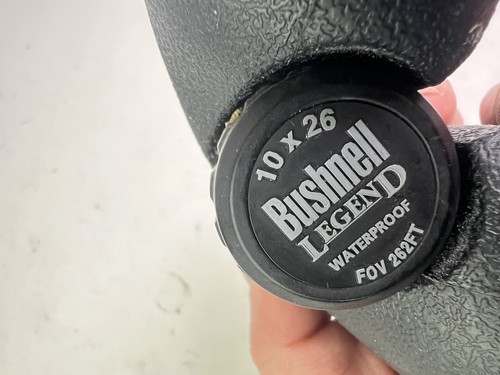 10 x 26
Bushnell
LEGEND
WATERPROOF
FOV 262FT